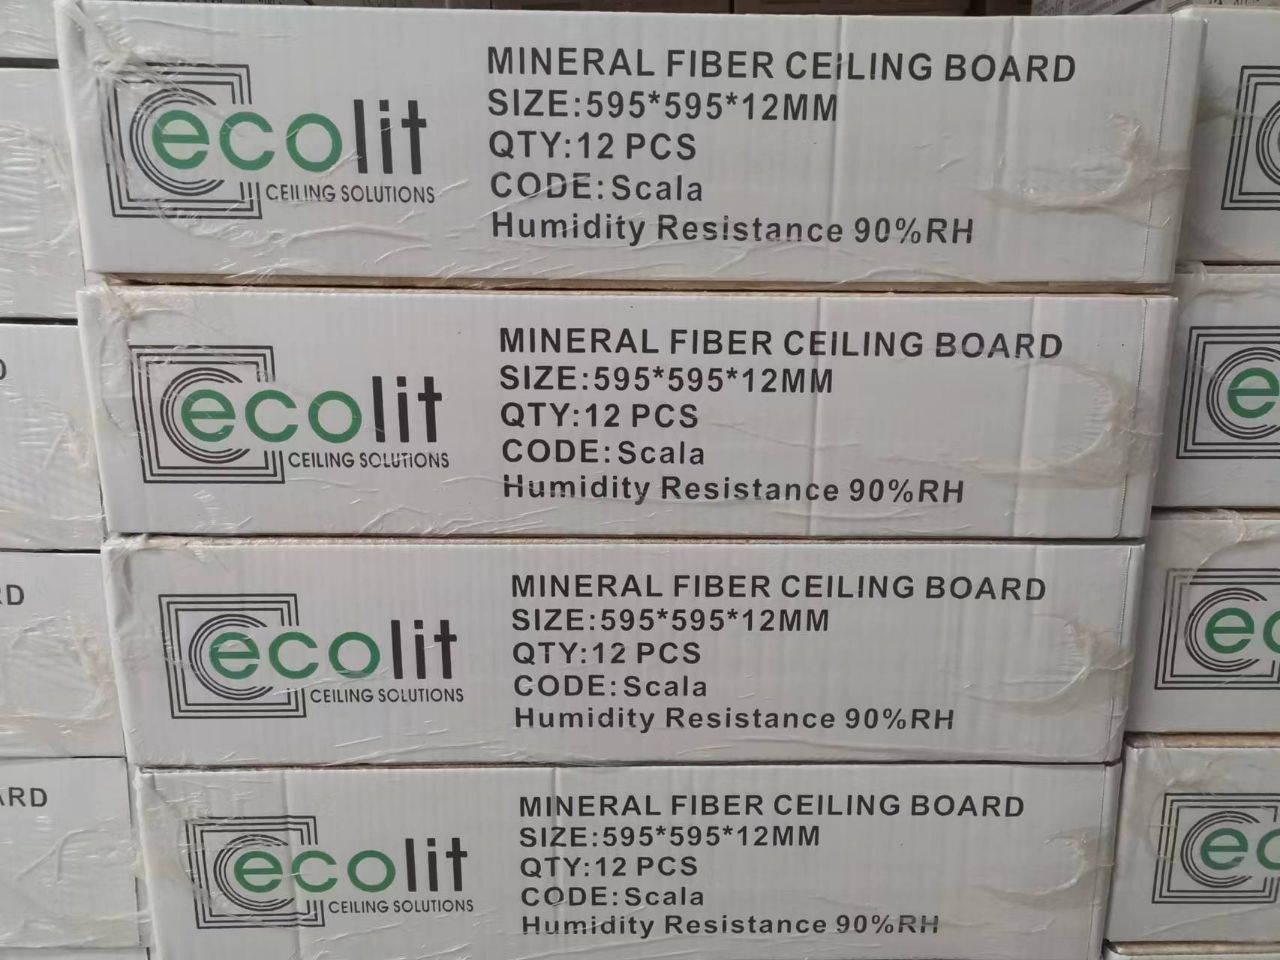 ecolit
CEILING SOLUTIONS
MINERAL FIBER CEILING BOARD
SIZE:595*595*12MM
QTY:12 PCS
CODE:Scala
Humidity Resistance 90%RH
ecolit
CEILING SOLUTIONS
MINERAL FIBER CEILING BOARD
SIZE:595*595*12MM
QTY:12 PCS
CODE:Scala
Humidity Resistance 90%RH
ecolit
CEILING SOLUTIONS
MINERAL FIBER CEILING BOARD
SIZE:595*595*12MM
QTY:12 PCS
CODE:Scala
Humidity Resistance 90%RH
ecolit
CEILING SOLUTIONS
MINERAL FIBER CEILING BOARD
SIZE:595*595*12MM
QTY:12 PCS
CODE:Scala
Humidity Resistance 90%RH